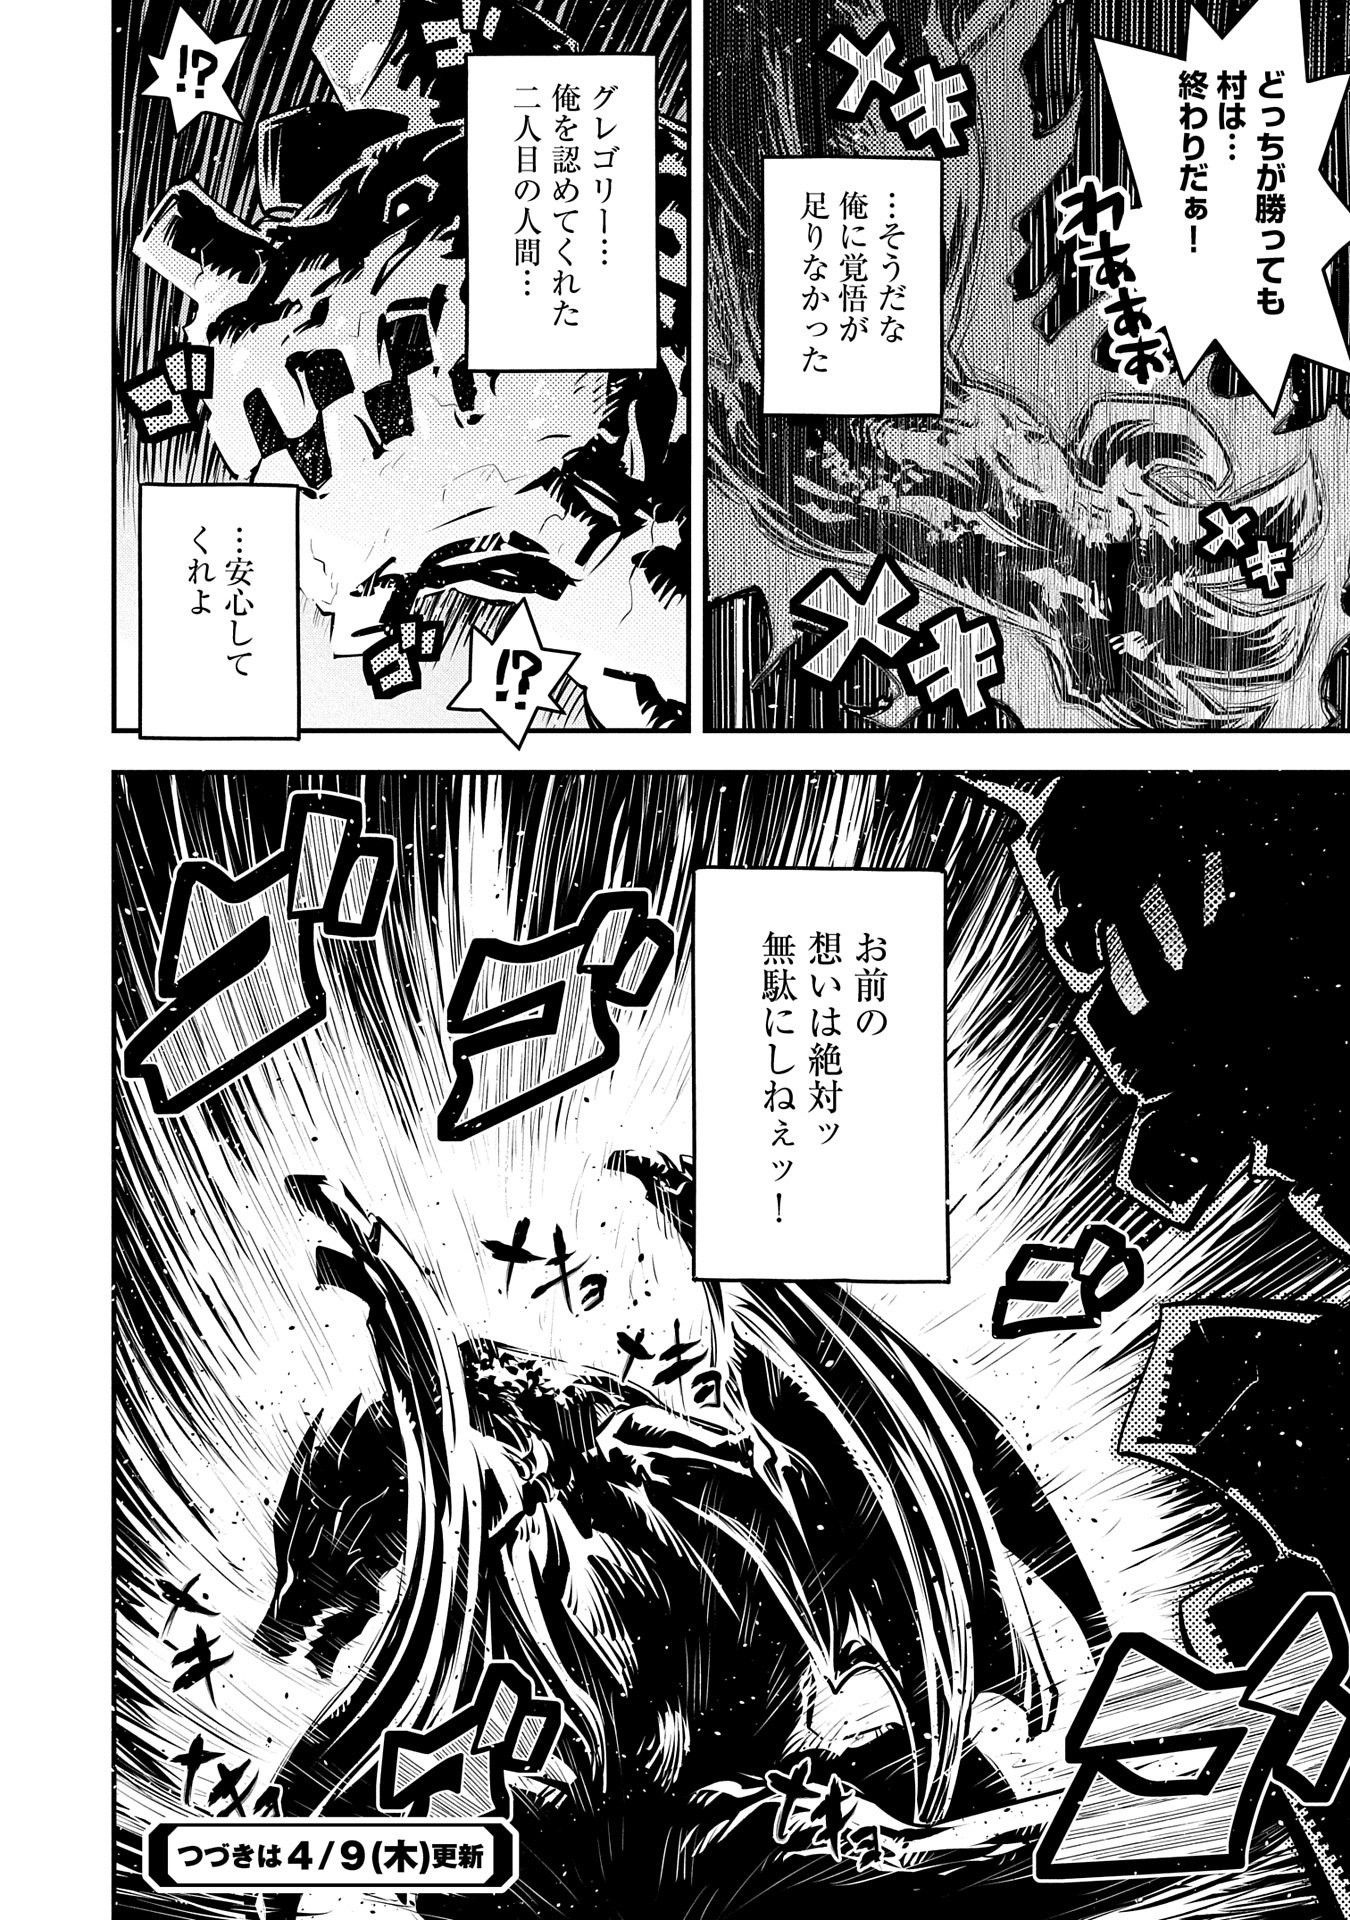 どっちが勝っても
村は…
終わりだぁ!
わぁぁぁぁ
メキ
…そうだな
俺に覚悟が
足りなかった
メキ
メキ
!?
グレゴリー…
俺を認めてくれた
二人目の人間…
ゴ
ゴ
!?
…安心して
くれよ
お前の
想いは絶対ッ
無駄にしねぇッ!
ゴ
ゴ
ゴ
ゴ
メキョ
メキョ
メキ
メキョ
メキョ
つづきは4/9(木)更新